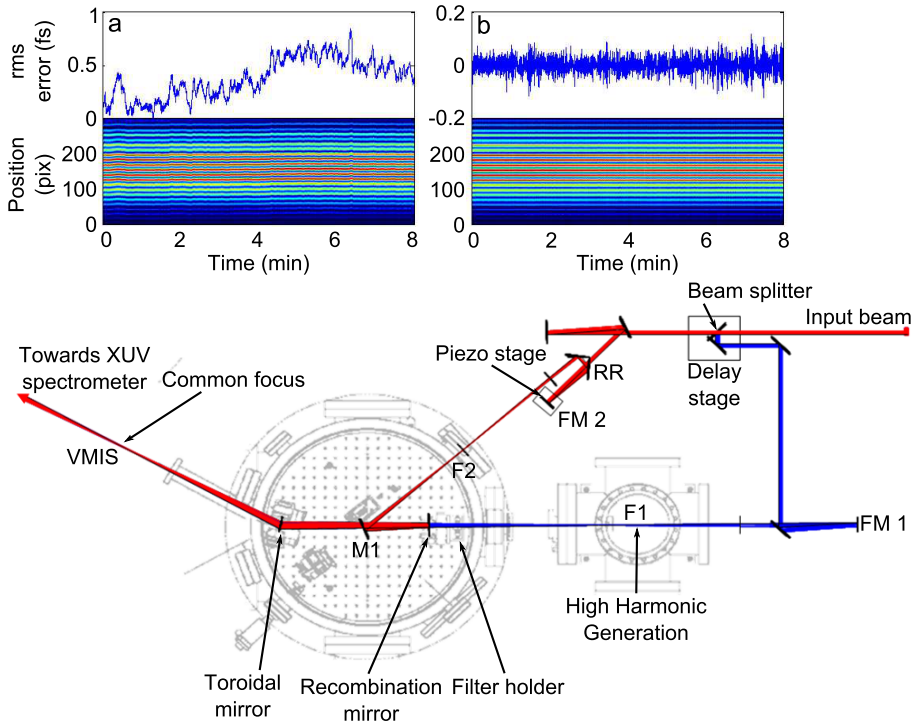 a
b
rms
error (fs)
1
0.5
0
0.2
0
-0.2
Position
(pix)
200
100
0
0
2
4
6
8
Time (min)
0
2
4
6
8
Time (min)
Beam splitter
Input beam
Delay
stage
Piezo stage
RR
FM 2
Towards XUV
spectrometer
Common focus
VMIS
F2
M1
F1
FM 1
High Harmonic
Generation
Toroidal
mirror
Recombination
mirror
Filter holder